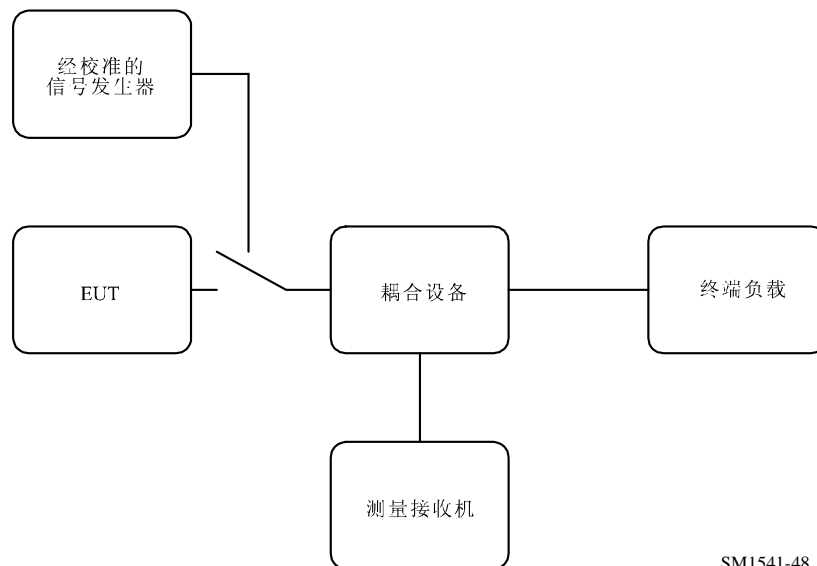 经校准的
信号发生器
EUT
耦合设备
终端负载
测量接收机
SM1541-48